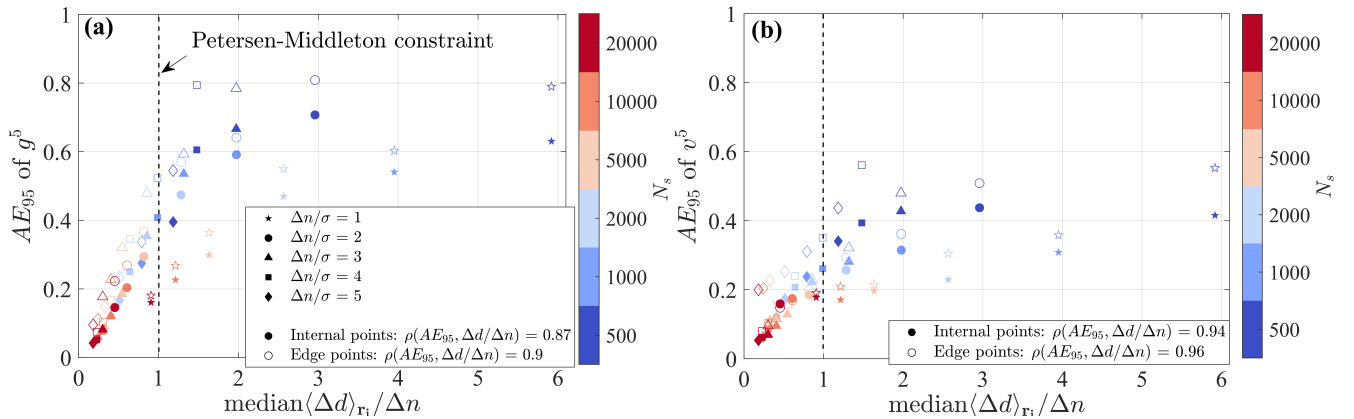 (a)
Petersen-Middleton constraint
1
0.8
0.6
0.4
0.2
0
AE₉₅ of g⁵
0 1 2 3 4 5 6
median⟨Δd⟩ᵣᵢ/Δn
Δn/σ = 1
Δn/σ = 2
Δn/σ = 3
Δn/σ = 4
Δn/σ = 5
Internal points: ρ(AE₉₅, Δd/Δn) = 0.87
Edge points: ρ(AE₉₅, Δd/Δn) = 0.9
20000
10000
5000
2000
1000
500
Nₛ
(b)
1
0.8
0.6
0.4
0.2
0
AE₉₅ of v⁵
0 1 2 3 4 5 6
median⟨Δd⟩ᵣᵢ/Δn
Internal points: ρ(AE₉₅, Δd/Δn) = 0.94
Edge points: ρ(AE₉₅, Δd/Δn) = 0.96
20000
10000
5000
2000
1000
500
Nₛ